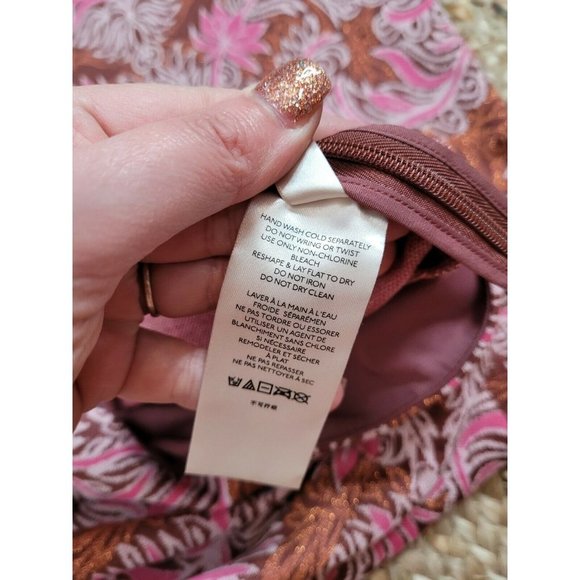 HAND WASH COLD SEPARATELY
DO NOT WRING OR TWIST
USE ONLY NON-CHLORINE
BLEACH
RESHAPE & LAY FLAT TO DRY
DO NOT IRON
DO NOT DRY CLEAN
LAVER À LA MAIN À L'EAU
FROIDE SÉPARÉMEN
NE PAS TORDRE OU ESSORER
UTILISER UN AGENT DE
BLANCHIMENT SANS CHLORE
SI NÉCESSAIRE
REMODELER ET SÉCHER
À PLAT
NE PAS REPASSER
NE PAS NETTOYER À SEC